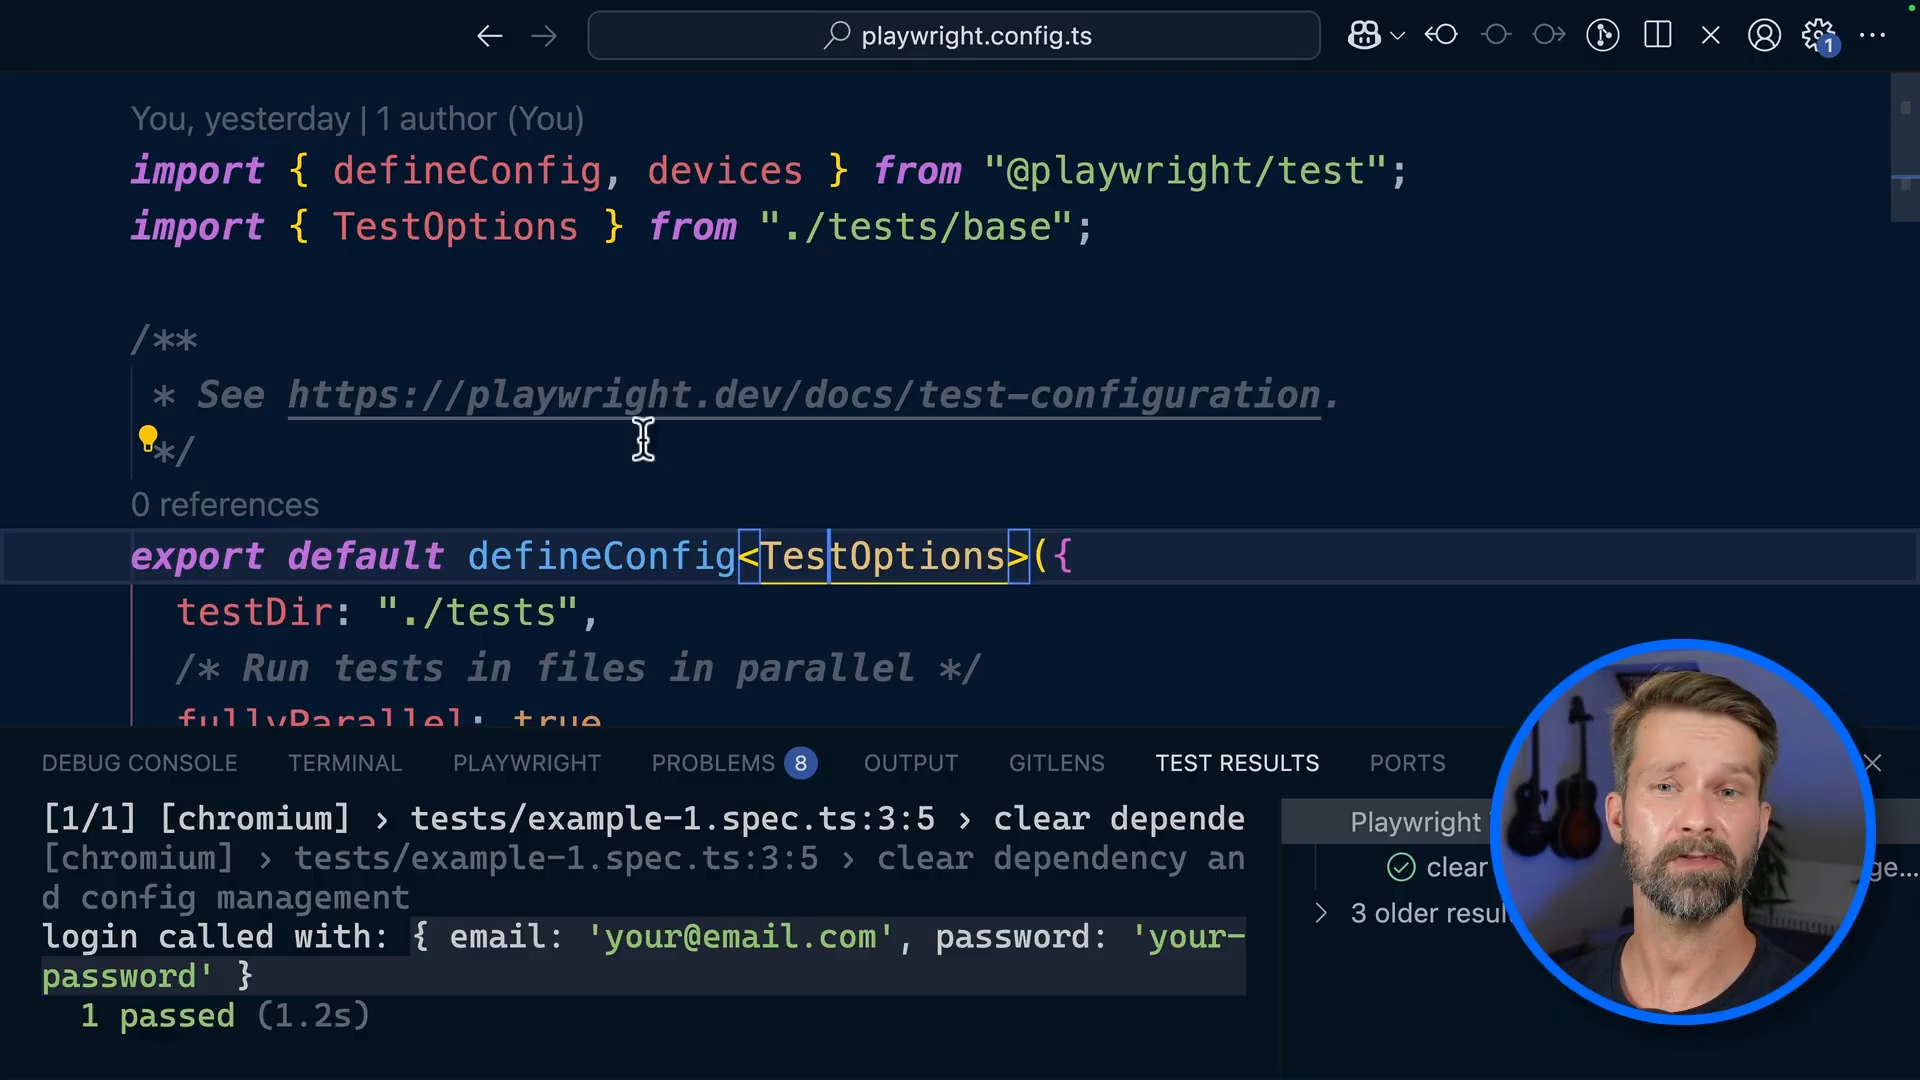 playwright.config.ts
1
You, yesterday | 1 author (You)
import { defineConfig, devices } from "@playwright/test";
import { TestOptions } from "./tests/base";
/**
* See https://playwright.dev/docs/test-configuration.
*/
0 references
export default defineConfig<TestOptions>({
testDir: "./tests",
/* Run tests in files in parallel */
fullyParallel: true
DEBUG CONSOLE TERMINAL PLAYWRIGHT PROBLEMS 8 OUTPUT GITLENS TEST RESULTS PORTS
[1/1] [chromium] › tests/example-1.spec.ts:3:5 › clear depende
[chromium] › tests/example-1.spec.ts:3:5 › clear dependency an
d config management
login called with: { email: 'your@email.com', password: 'your-
password' }
1 passed (1.2s)
Playwright
clear ge...
3 older resul